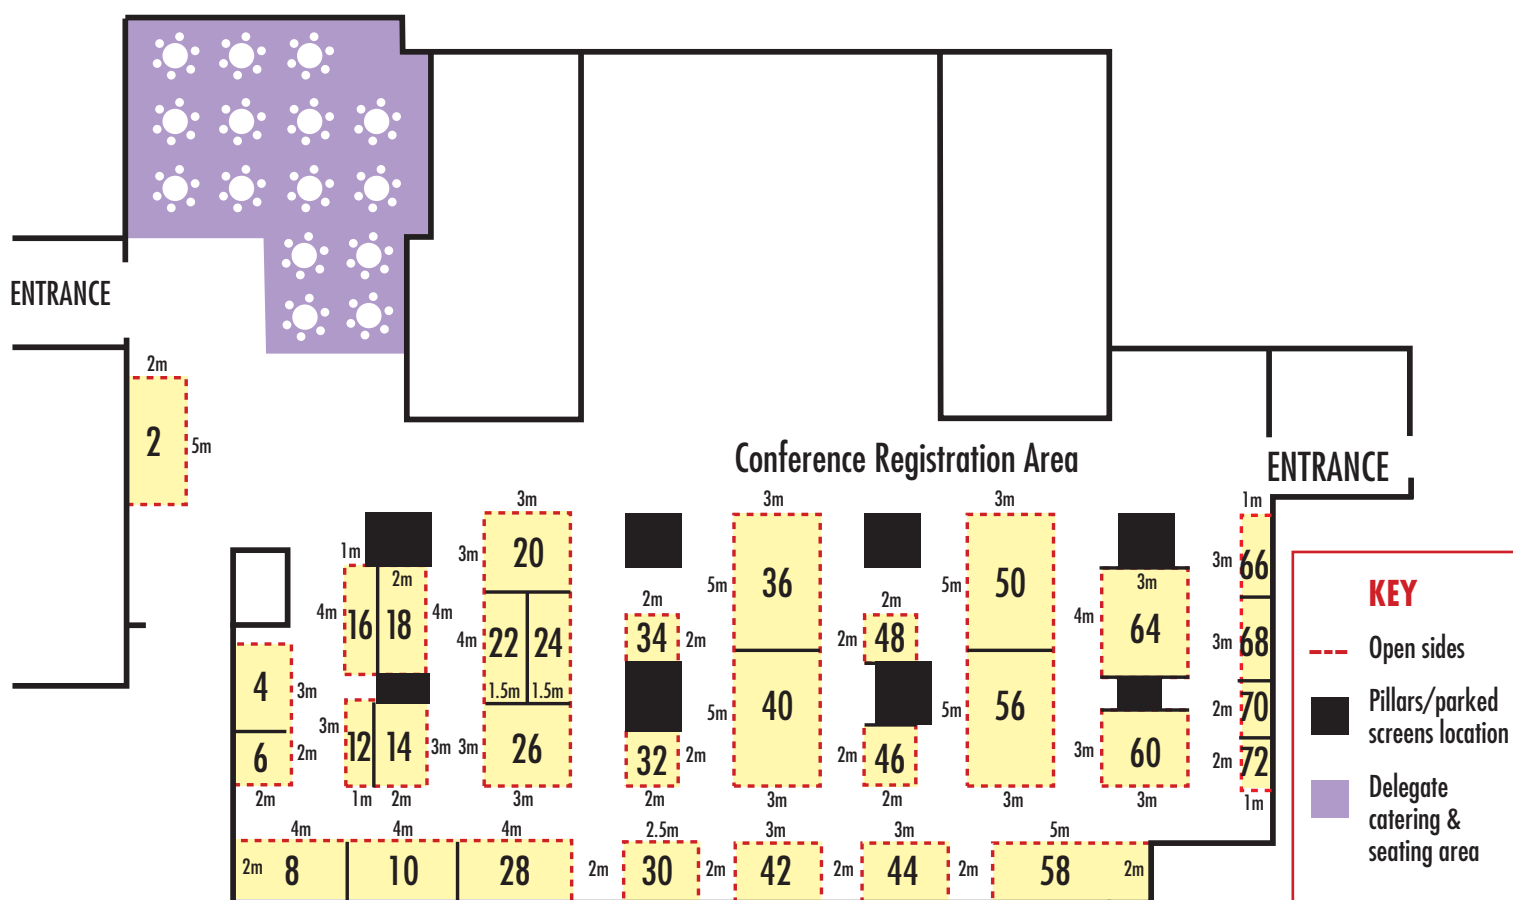 ENTRANCE
2m
2
5m
Conference Registration Area
ENTRANCE
3m
3m
3m
1m
1m
3m
20
5m
36
5m
50
3m
66
2m
3m
4m
16
18
4m
4m
22
24
2m
34
2m
2m
2m
48
4m
64
3m
68
4
3m
1.5m
1.5m
5m
40
5m
56
2m
70
6
2m
3m
12
14
3m
3m
26
32
2m
2m
46
3m
60
2m
72
2m
1m
2m
3m
2m
3m
2m
3m
3m
1m
4m
4m
4m
2.5m
3m
3m
5m
2m
8
10
28
2m
30
2m
42
2m
44
2m
58
2m
KEY
Open sides
Pillars/parked
screens location
Delegate
catering &
seating area